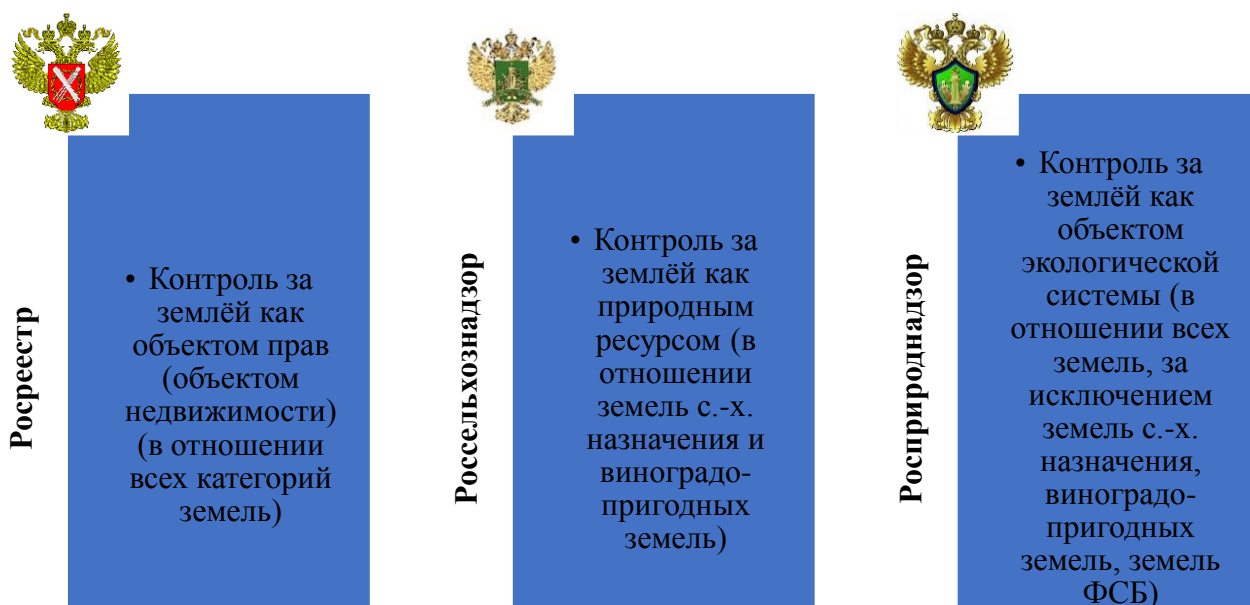 Росреестр
• Контроль за
землёй как
объектом прав
(объектом
недвижимости)
(в отношении
всех категорий
земель)
Россельхознадзор
• Контроль за
землёй как
природным
ресурсом (в
отношении
земель с.-х.
назначения и
виноградо-
пригодных
земель)
Росприроднадзор
• Контроль за
землёй как
объектом
экологической
системы (в
отношении всех
земель, за
исключением
земель с.-х.
назначения,
виноградо-
пригодных
земель, земель
ФСБ)